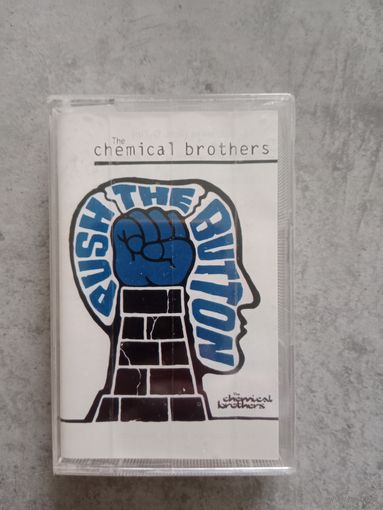 The
chemical brothers
PUSH THE BUTTON
The
chemical
brothers